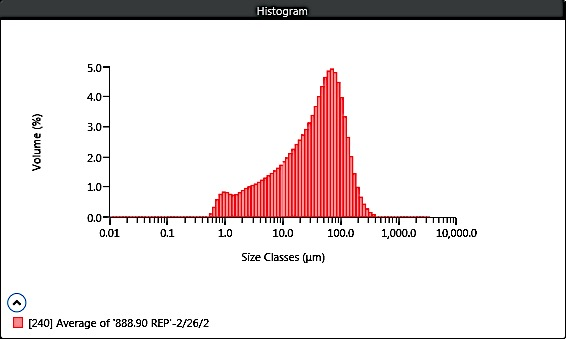 Histogram
5.0
4.0
3.0
2.0
1.0
0.0
Volume (%)
0.01 0.1 1.0 10.0 100.0 1,000.0 10,000.0
Size Classes (μm)
[240] Average of '888.90 REP'-2/26/2